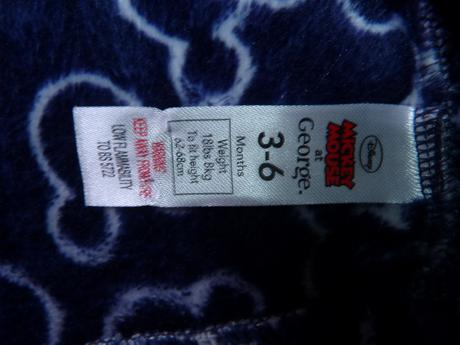 Disney
MICKEY
MOUSE
at
George.
3-6
Months
Weight
18lbs 8kg
To fit height
62-68cm
WARNING
KEEP AWAY FROM FIRE
LOW FLAMMABILITY
TO BS 5722